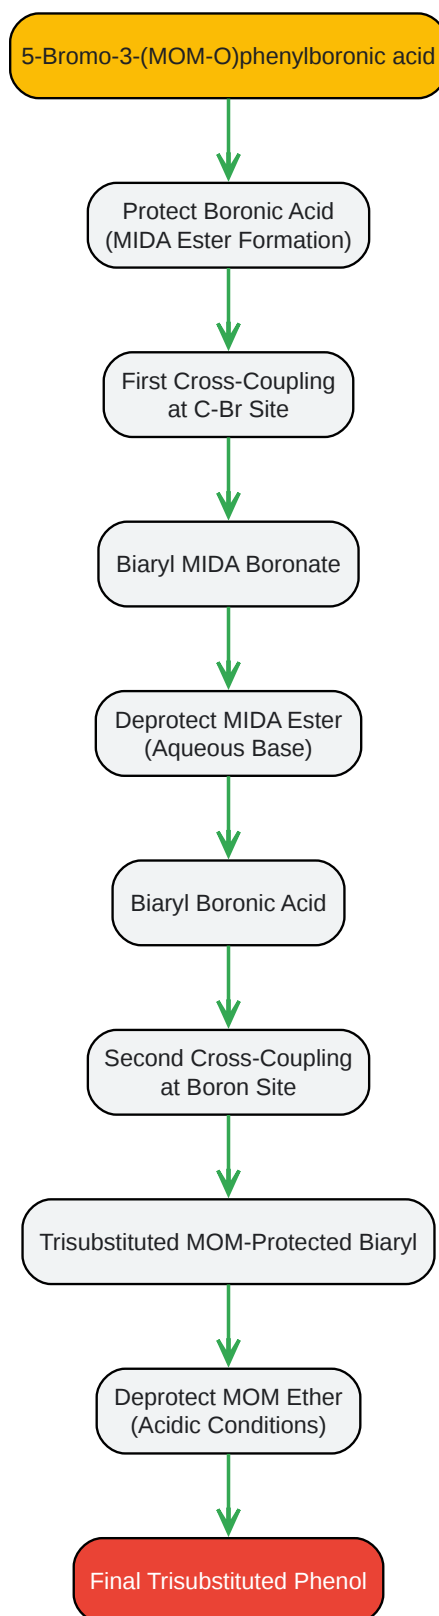 5-Bromo-3-(MOM-O)phenylboronic acid
Protect Boronic Acid
(MIDA Ester Formation)
First Cross-Coupling
at C-Br Site
Biaryl MIDA Boronate
Deprotect MIDA Ester
(Aqueous Base)
Biaryl Boronic Acid
Second Cross-Coupling
at Boron Site
Trisubstituted MOM-Protected Biaryl
Deprotect MOM Ether
(Acidic Conditions)
Final Trisubstituted Phenol